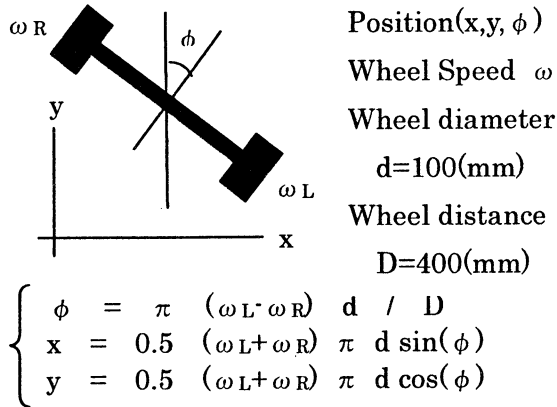 ω R
ϕ
y
x
ω L
Position(x,y, ϕ)
Wheel Speed ω
Wheel diameter
d=100(mm)
Wheel distance
D=400(mm)
ϕ = π (ω L- ω R) d / D
x = 0.5 (ω L+ ω R) π d sin(ϕ)
y = 0.5 (ω L+ ω R) π d cos(ϕ)